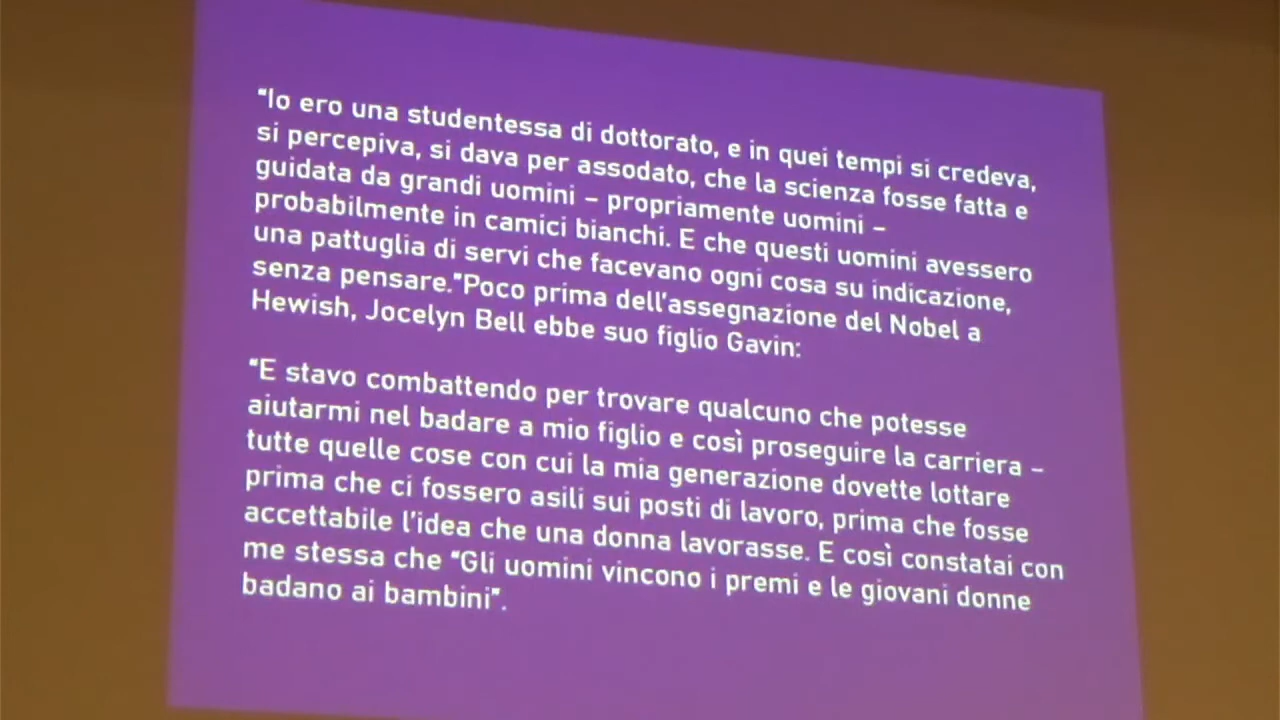 “Io ero una studentessa di dottorato, e in quei tempi si credeva,
si percepiva, si dava per assodato, che la scienza fosse fatta e
guidata da grandi uomini – propriamente uomini –
probabilmente in camici bianchi. E che questi uomini avessero
una pattuglia di servi che facevano ogni cosa su indicazione,
senza pensare.”Poco prima dell’assegnazione del Nobel a
Hewish, Jocelyn Bell ebbe suo figlio Gavin:
“E stavo combattendo per trovare qualcuno che potesse
aiutarmi nel badare a mio figlio e così proseguire la carriera –
tutte quelle cose con cui la mia generazione dovette lottare
prima che ci fossero asili sui posti di lavoro, prima che fosse
accettabile l’idea che una donna lavorasse. E così constatai con
me stessa che “Gli uomini vincono i premi e le giovani donne
badano ai bambini”.